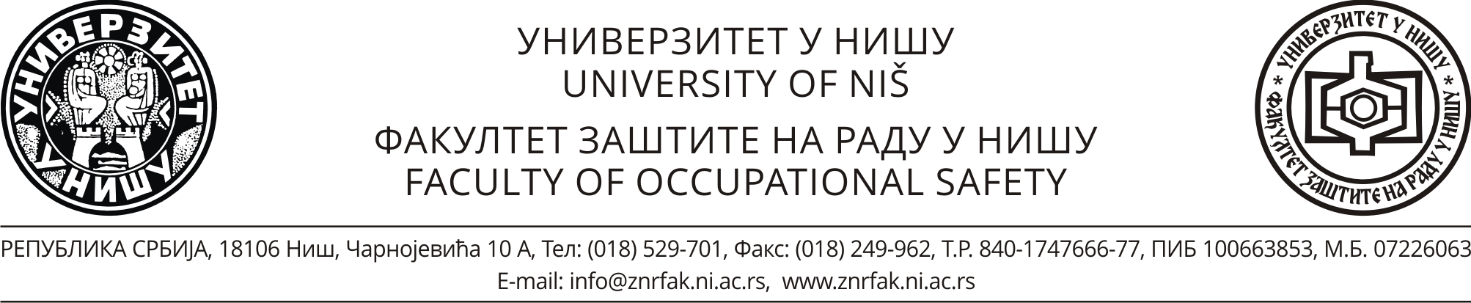 УНИВЕРЗИТЕТ У НИШУ
УНИВЕРЗИТЕТ У НИШУ
UNIVERSITY OF NIŠ
ФАКУЛТЕТ ЗАШТИТЕ НА РАДУ У НИШУ
FACULTY OF OCCUPATIONAL SAFETY
* УНИВЕРЗИТЕТ У НИШУ *
ФАКУЛТЕТ ЗАШТИТЕ НА РАДУ У НИШУ
РЕПУБЛИКА СРБИЈА, 18106 Ниш, Чарнојевића 10 А, Тел: (018) 529-701, Факс: (018) 249-962, Т.Р. 840-1747666-77, ПИБ 100663853, М.Б. 07226063
E-mail: info@znrfak.ni.ac.rs, www.znrfak.ni.ac.rs